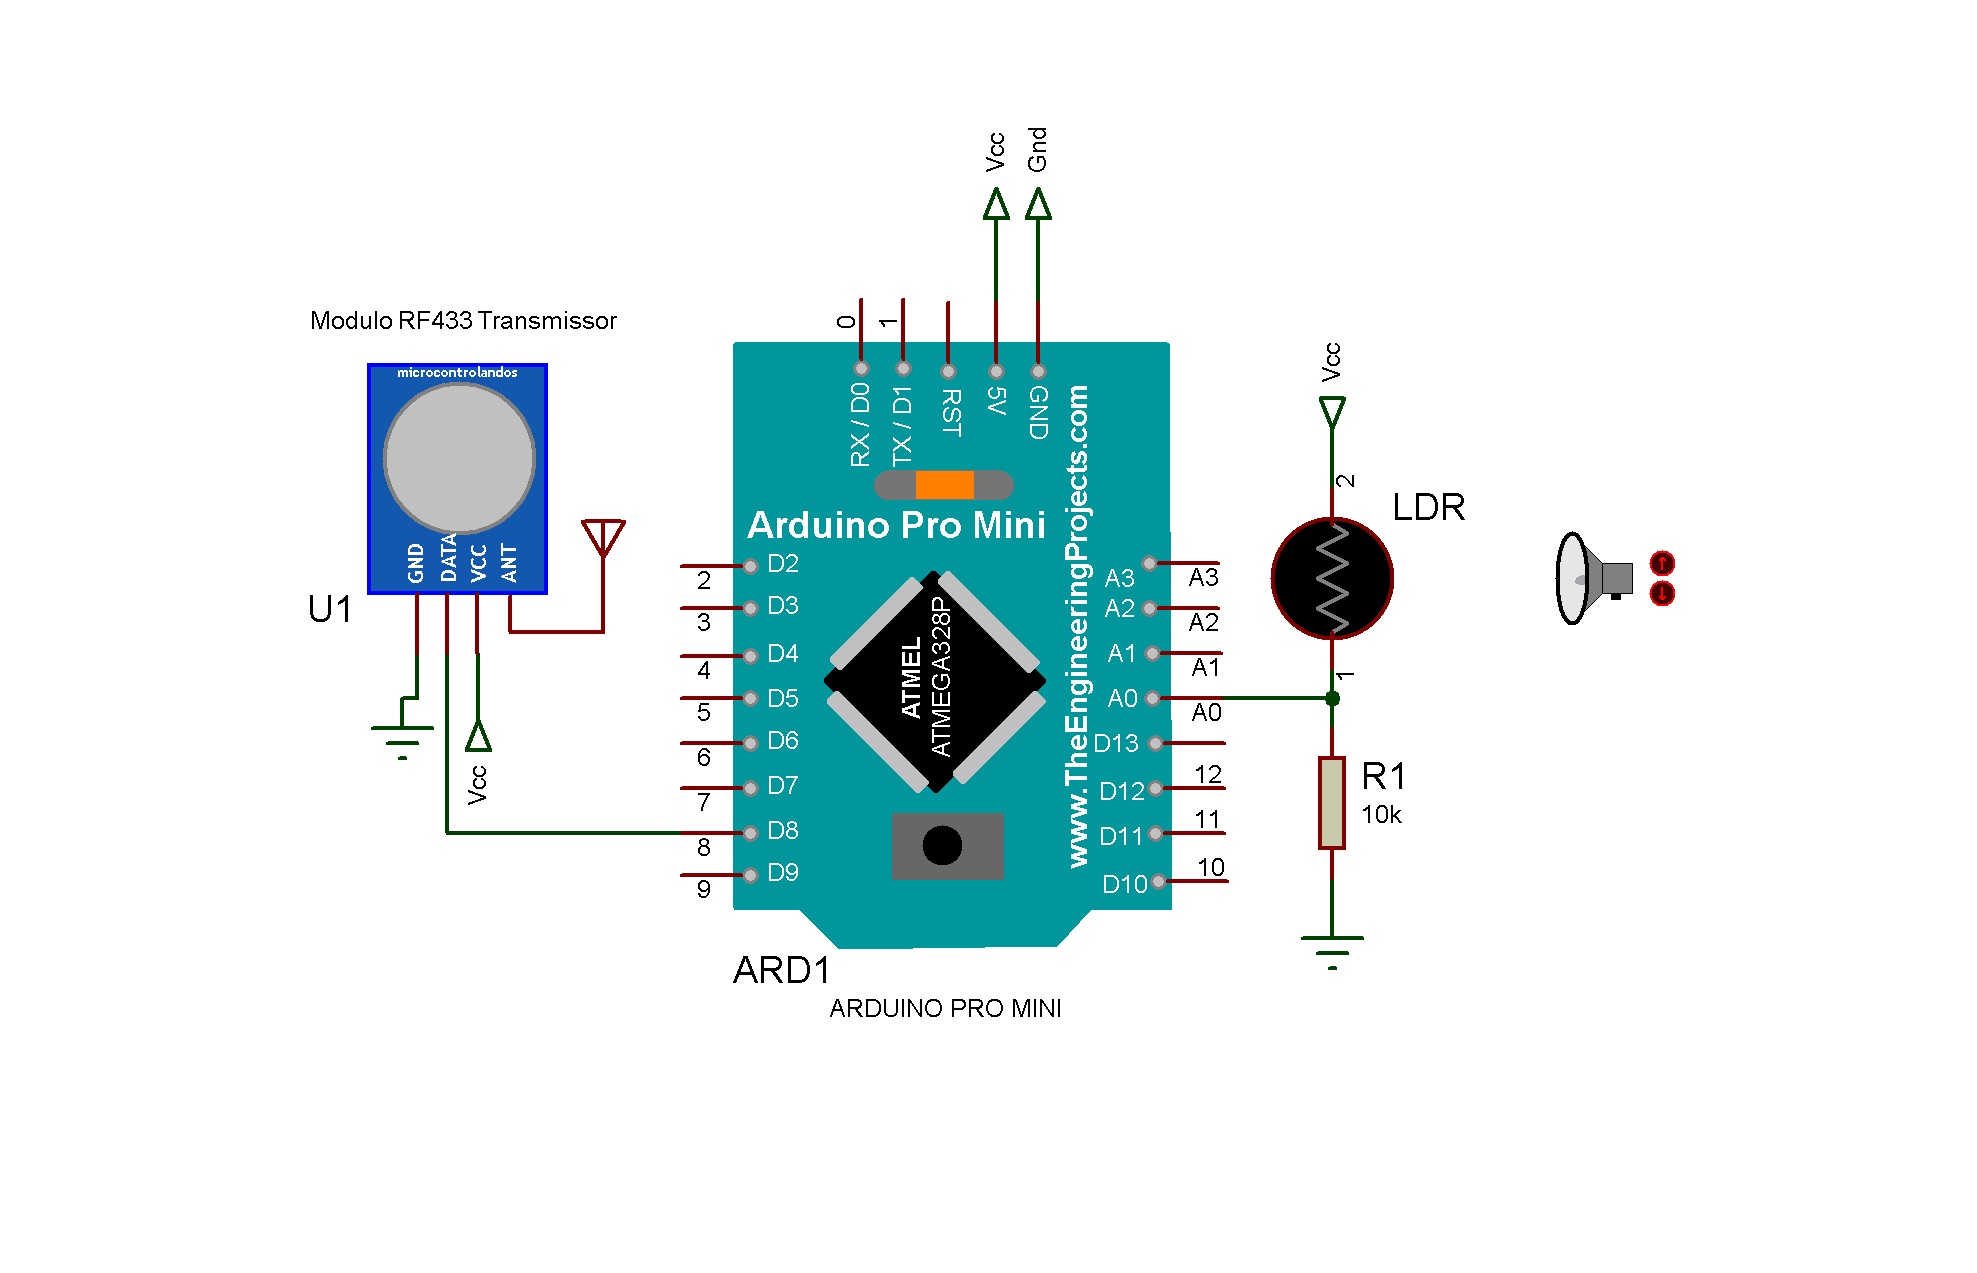 Vcc
Gnd
Modulo RF433 Transmissor
microcontrolandos
GND
DATA
VCC
ANT
U1
Vcc
0
1
RX / D0
TX / D1
RST
5V
GND
Arduino Pro Mini
www.TheEngineeringProjects.com
ATMEL
ATMEGA328P
D2
2
D3
3
D4
4
D5
5
D6
6
D7
7
D8
8
D9
9
A3
A3
A2
A2
A1
A1
A0
A0
D13
D12
12
D11
11
D10
10
ARD1
ARDUINO PRO MINI
Vcc
2
LDR
1
R1
10k